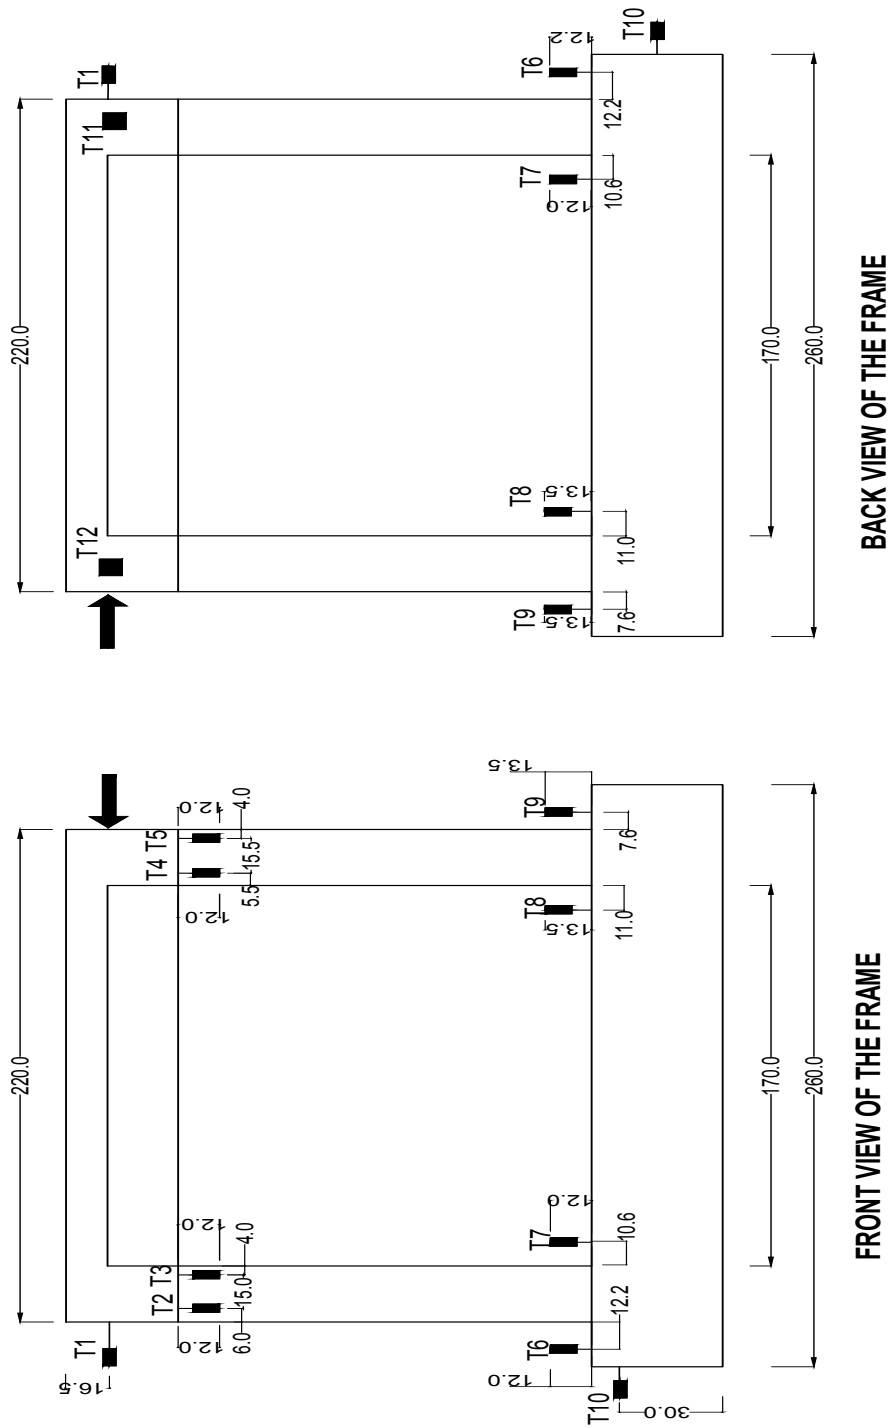 220.0
16.5
T1
T2 T3
T4 T5
12.0
12.0
12.0
12.0
6.0
15.0
4.0
5.5
15.5
4.0
12.0
T6
T7
12.0
13.5
T8
T9
13.5
T10
30.0
12.2
10.6
11.0
7.6
170.0
260.0
FRONT VIEW OF THE FRAME
220.0
T12
T11
T1
T9
13.5
T8
13.5
T7
12.0
T6
12.2
T10
7.6
11.0
10.6
12.2
170.0
260.0
BACK VIEW OF THE FRAME